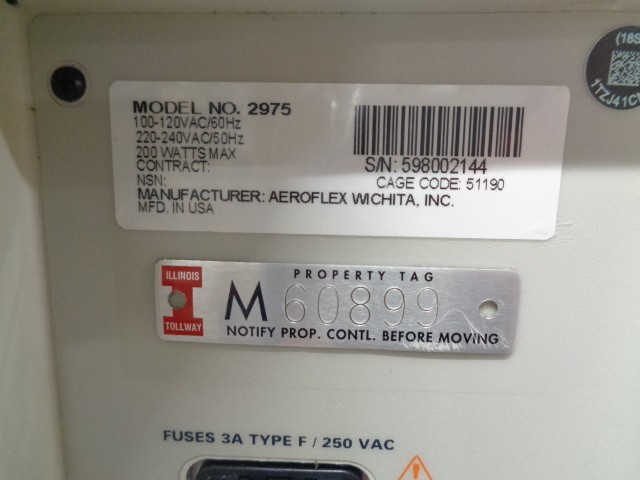 (18S
1TZJ41C
MODEL NO. 2975
100-120VAC/60Hz
220-240VAC/50Hz
200 WATTS MAX
CONTRACT:
NSN:
S/N: 598002144
CAGE CODE: 51190
MANUFACTURER: AEROFLEX WICHITA, INC.
MFD. IN USA
ILLINOIS
TOLLWAY
PROPERTY TAG
M 60899
NOTIFY PROP. CONTL. BEFORE MOVING
FUSES 3A TYPE F / 250 VAC